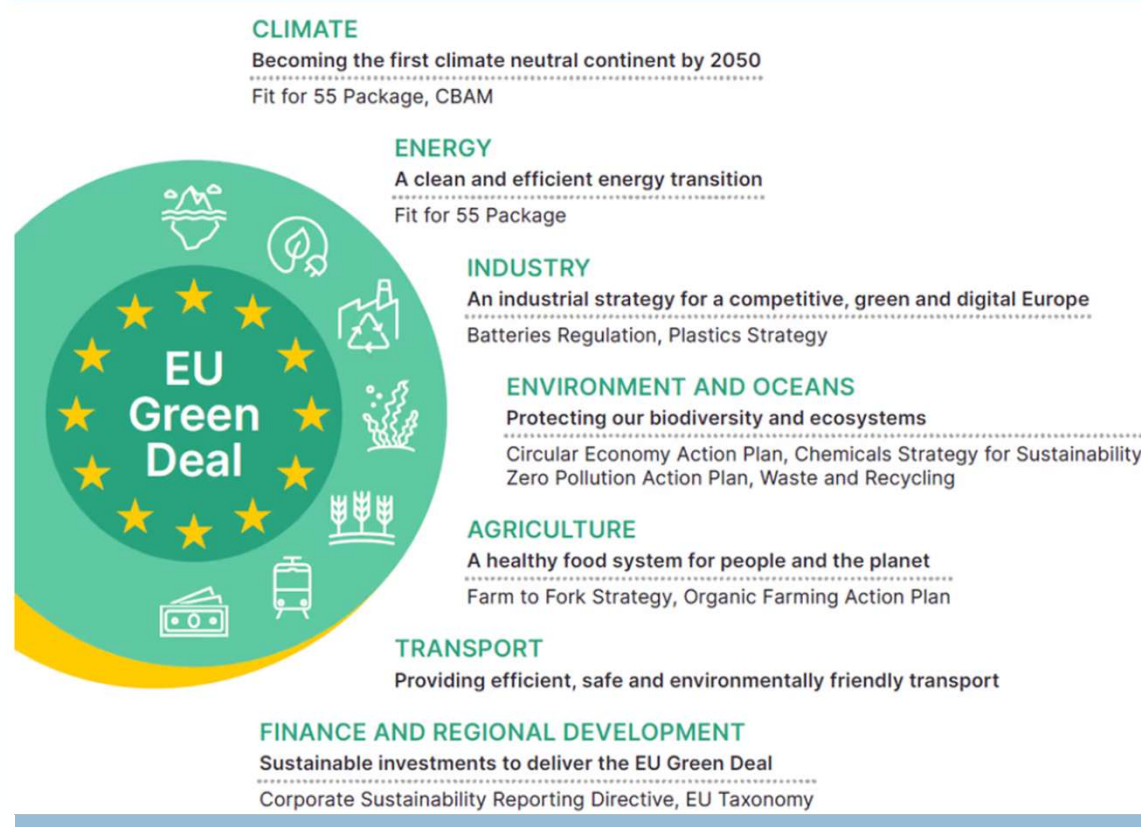 CLIMATE
Becoming the first climate neutral continent by 2050
Fit for 55 Package, CBAM
ENERGY
A clean and efficient energy transition
Fit for 55 Package
INDUSTRY
An industrial strategy for a competitive, green and digital Europe
Batteries Regulation, Plastics Strategy
EU
Green
Deal
ENVIRONMENT AND OCEANS
Protecting our biodiversity and ecosystems
Circular Economy Action Plan, Chemicals Strategy for Sustainability
Zero Pollution Action Plan, Waste and Recycling
AGRICULTURE
A healthy food system for people and the planet
Farm to Fork Strategy, Organic Farming Action Plan
TRANSPORT
Providing efficient, safe and environmentally friendly transport
FINANCE AND REGIONAL DEVELOPMENT
Sustainable investments to deliver the EU Green Deal
Corporate Sustainability Reporting Directive, EU Taxonomy